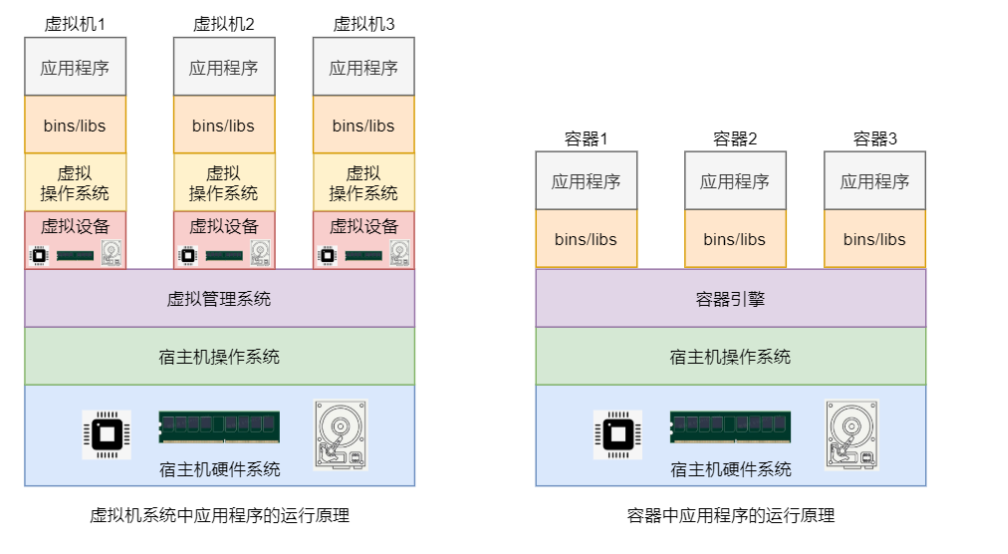 虚拟机1
虚拟机2
虚拟机3
应用程序
应用程序
应用程序
bins/libs
bins/libs
bins/libs
虚拟
操作系统
虚拟
操作系统
虚拟
操作系统
虚拟设备
虚拟设备
虚拟设备
虚拟管理系统
宿主机操作系统
宿主机硬件系统
虚拟机系统中应用程序的运行原理
容器1
容器2
容器3
应用程序
应用程序
应用程序
bins/libs
bins/libs
bins/libs
容器引擎
宿主机操作系统
宿主机硬件系统
容器中应用程序的运行原理